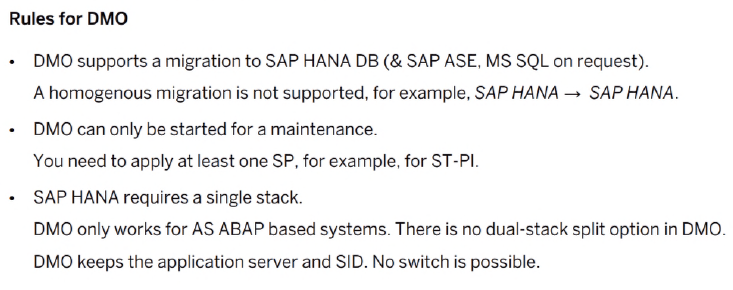 Rules for DMO
• DMO supports a migration to SAP HANA DB (& SAP ASE, MS SQL on request).
A homogenous migration is not supported, for example, SAP HANA → SAP HANA.
• DMO can only be started for a maintenance.
You need to apply at least one SP, for example, for ST-PI.
• SAP HANA requires a single stack.
DMO only works for AS ABAP based systems. There is no dual-stack split option in DMO.
DMO keeps the application server and SID. No switch is possible.